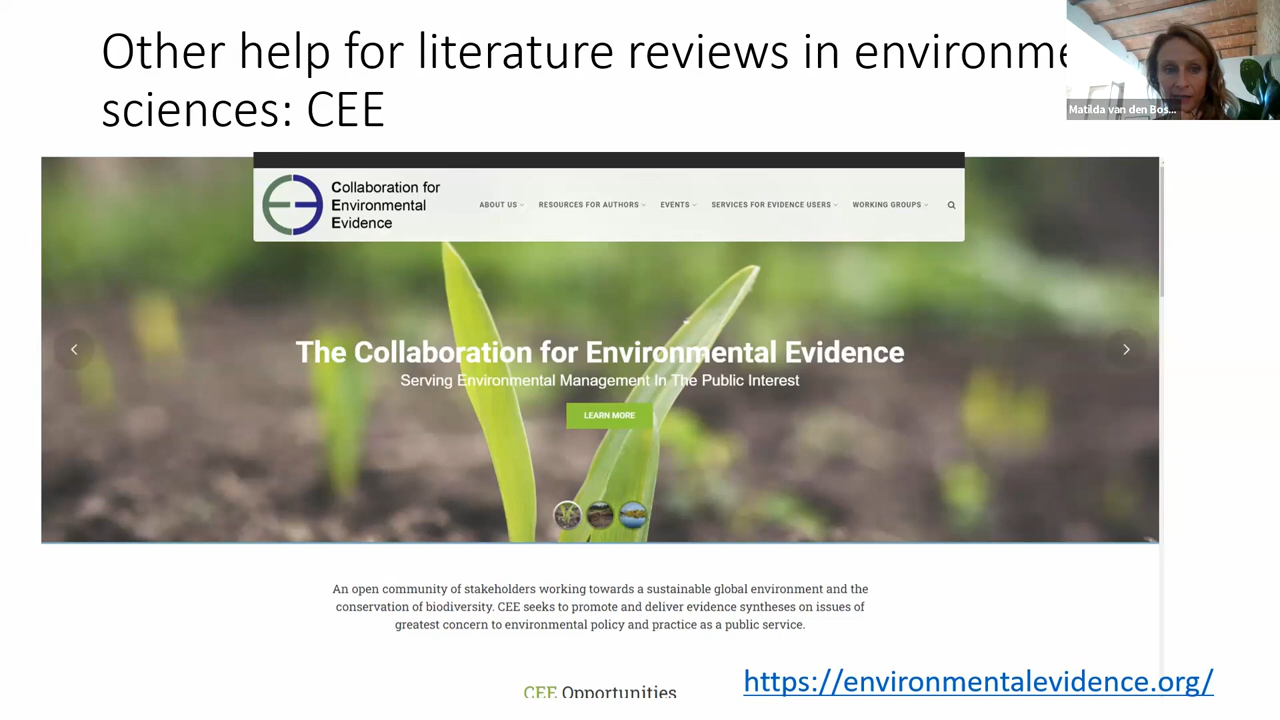 Other help for literature reviews in environme
sciences: CEE
Matilda van den Bos...
Collaboration for
Environmental
Evidence
ABOUT US
RESOURCES FOR AUTHORS
EVENTS
SERVICES FOR EVIDENCE USERS
WORKING GROUPS
The Collaboration for Environmental Evidence
Serving Environmental Management In The Public Interest
LEARN MORE
An open community of stakeholders working towards a sustainable global environment and the
conservation of biodiversity. CEE seeks to promote and deliver evidence syntheses on issues of
greatest concern to environmental policy and practice as a public service.
CEE Opportunities
https://environmentalevidence.org/